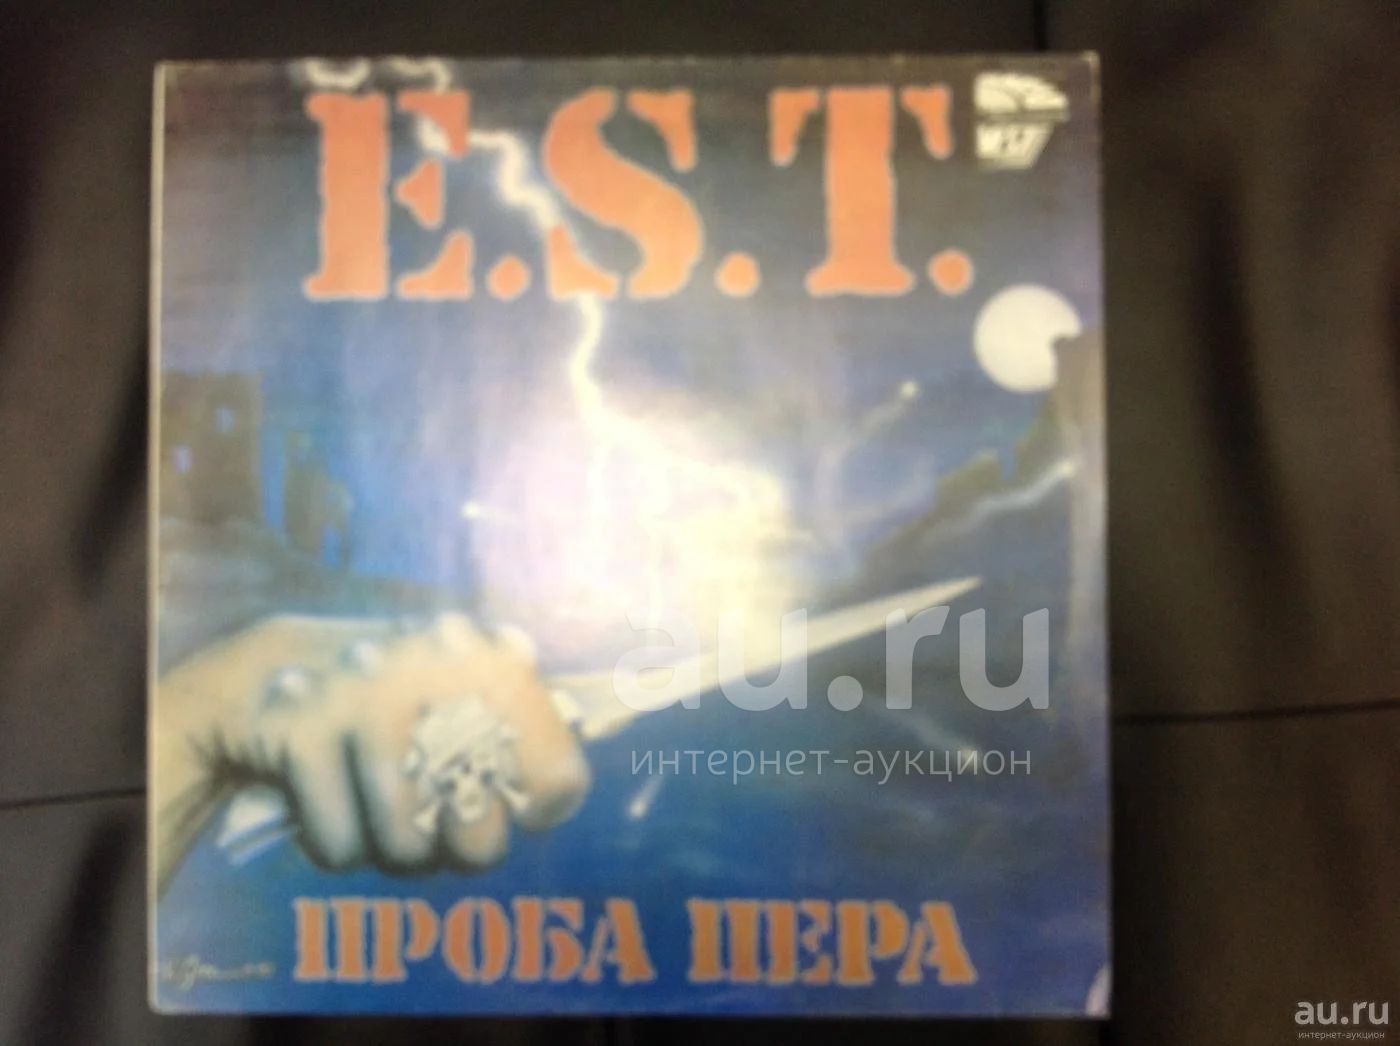 E.S.T.
au.ru
интернет-аукцион
ПРОБА ПЕРА
au.ru
интернет-аукцион